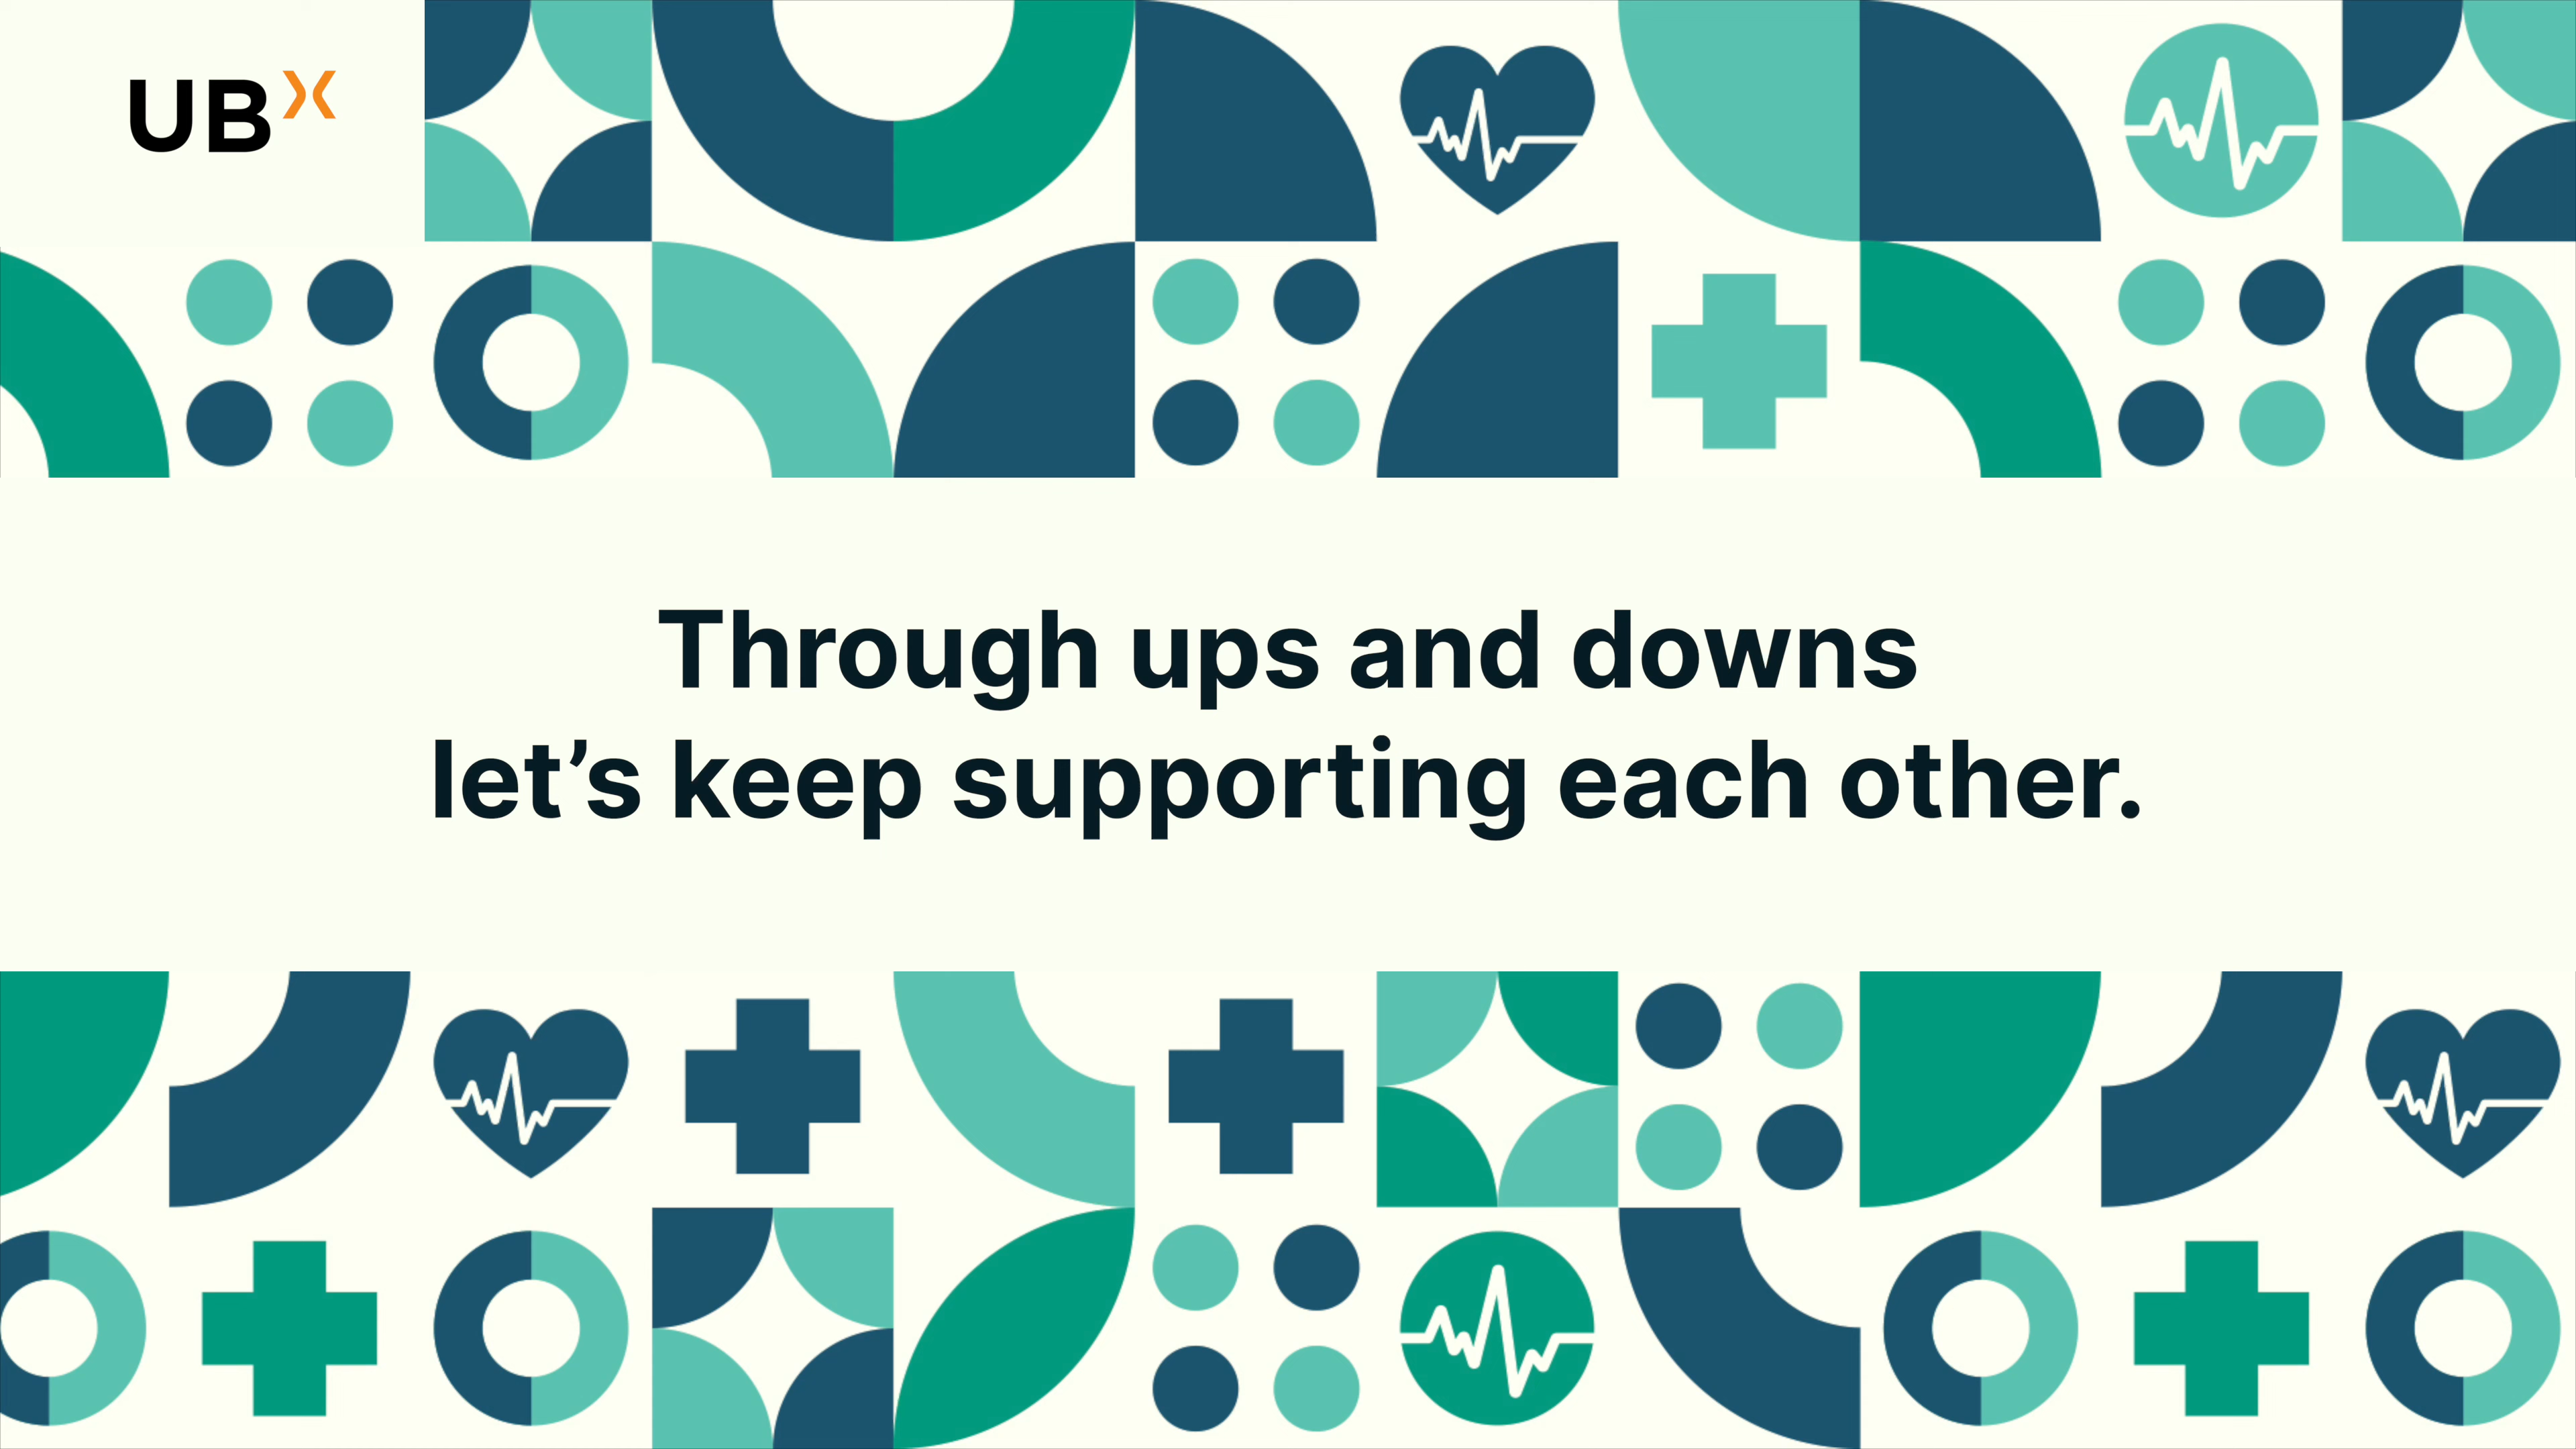 UBX
Through ups and downs
let’s keep supporting each other.